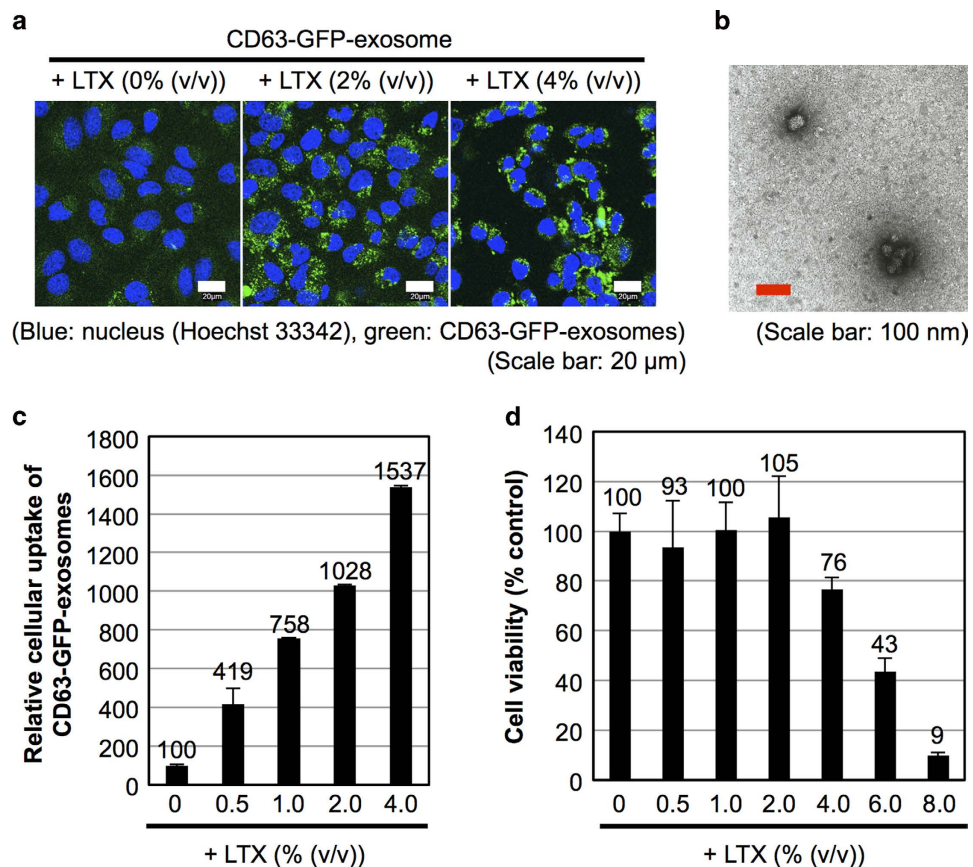 a
CD63-GFP-exosome
+ LTX (0% (v/v)) + LTX (2% (v/v)) + LTX (4% (v/v))
20μm 20μm 20μm
(Blue: nucleus (Hoechst 33342), green: CD63-GFP-exosomes)
(Scale bar: 20 μm)
b
(Scale bar: 100 nm)
c
Relative cellular uptake of
CD63-GFP-exosomes
1800
1600
1400
1200
1000
800
600
400
200
0
100 419 758 1028 1537
0 0.5 1.0 2.0 4.0
+ LTX (% (v/v))
d
Cell viability (% control)
140
120
100
80
60
40
20
0
100 93 100 105 76 43 9
0 0.5 1.0 2.0 4.0 6.0 8.0
+ LTX (% (v/v))